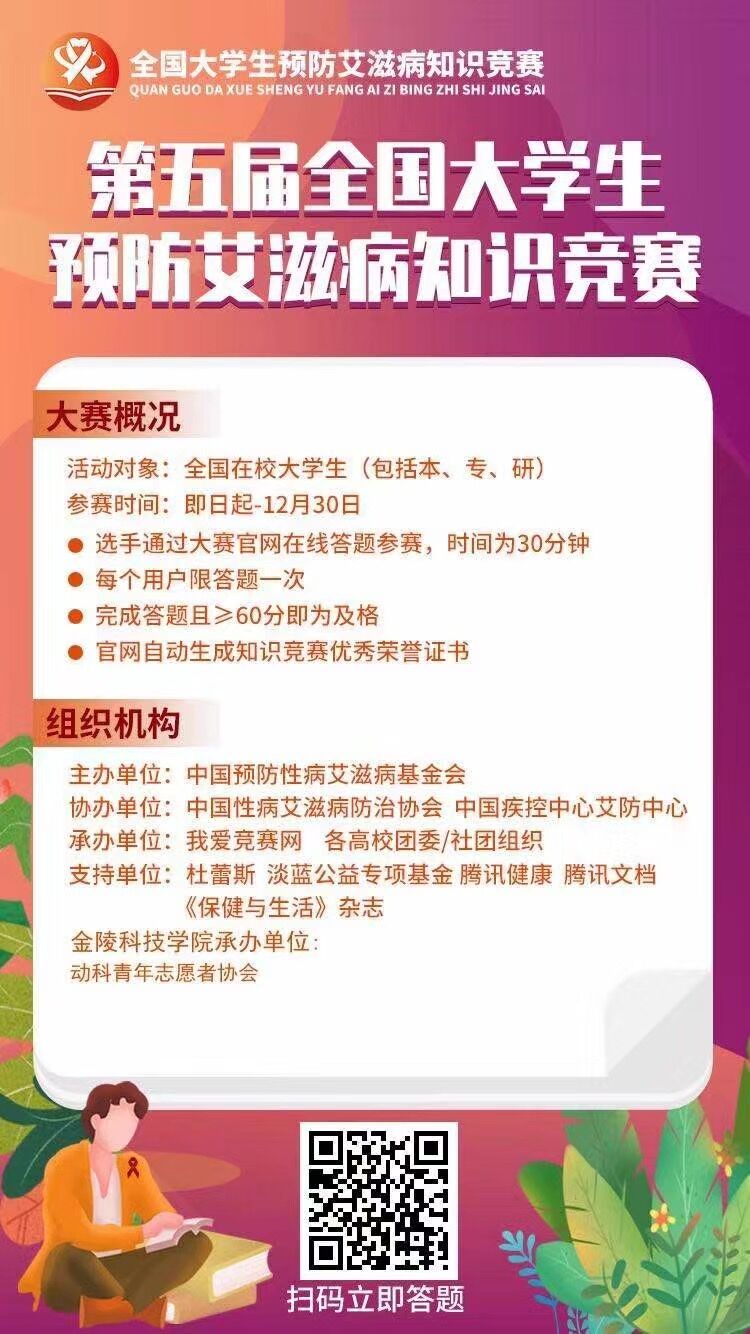 全国大学生预防艾滋病知识竞赛
QUAN GUO DA XUE SHENG YU FANG AI ZI BING ZHI SHI JING SAI
第五届全国大学生
预防艾滋病知识竞赛
大赛概况
活动对象：全国在校大学生（包括本、专、研）
参赛时间：即日起-12月30日
● 选手通过大赛官网在线答题参赛，时间为30分钟
● 每个用户限答题一次
● 完成答题且≥60分即为及格
● 官网自动生成知识竞赛优秀荣誉证书
组织机构
主办单位：中国预防性病艾滋病基金会
协办单位：中国性病艾滋病防治协会 中国疾控中心艾防中心
承办单位：我爱竞赛网 各高校团委/社团组织
支持单位：杜蕾斯 淡蓝公益专项基金 腾讯健康 腾讯文档
《保健与生活》杂志
金陵科技学院承办单位：
动科青年志愿者协会
扫码立即答题